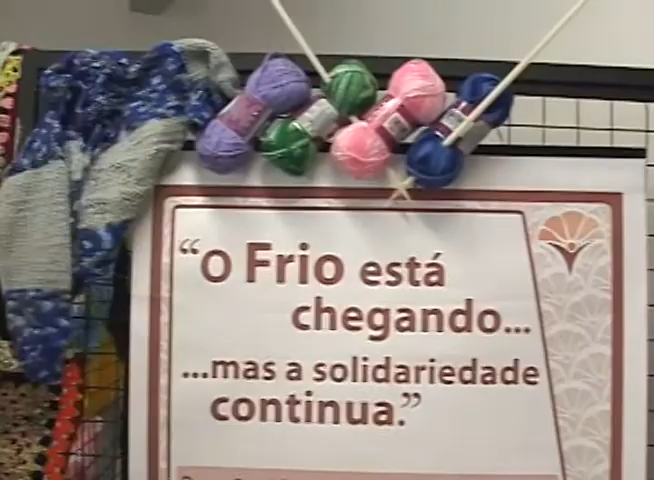 “O Frio está
chegando...
...mas a solidariedade
continua.”